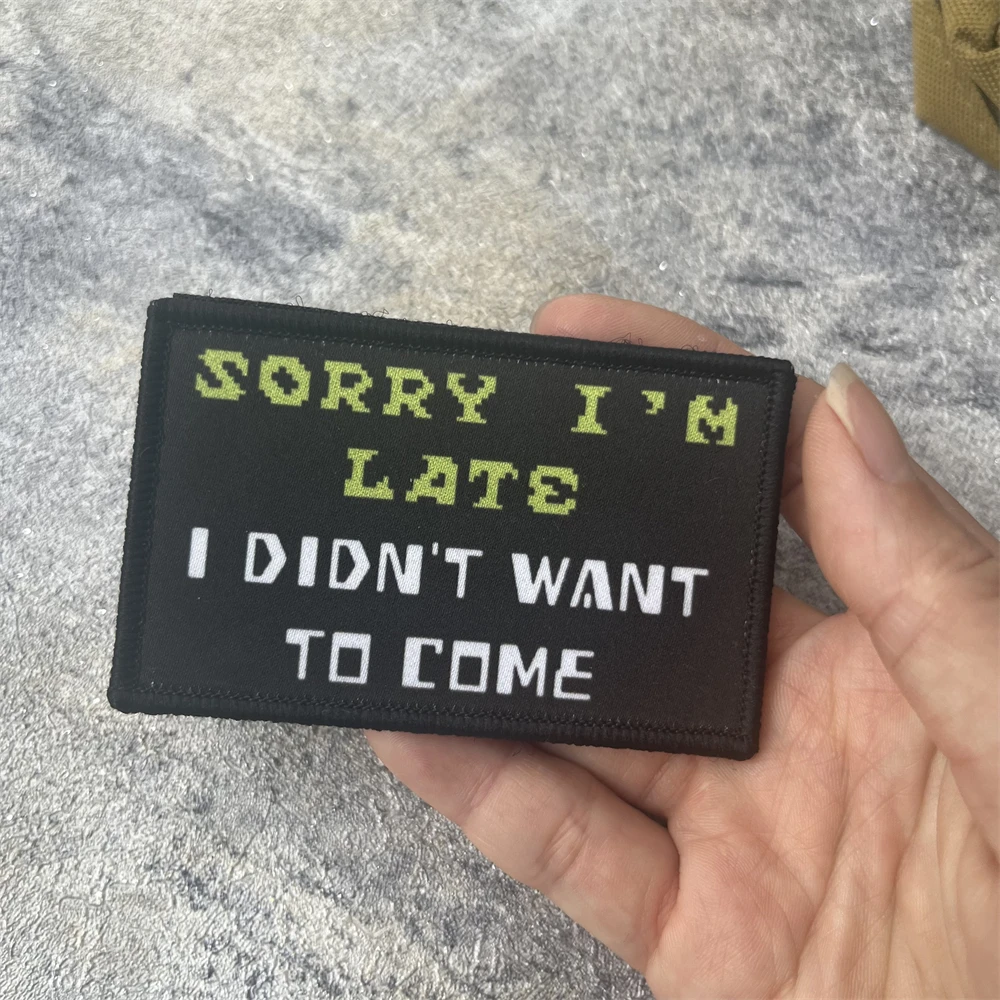 SORRY I'M
LATE
I DIDN'T WANT
TO COME